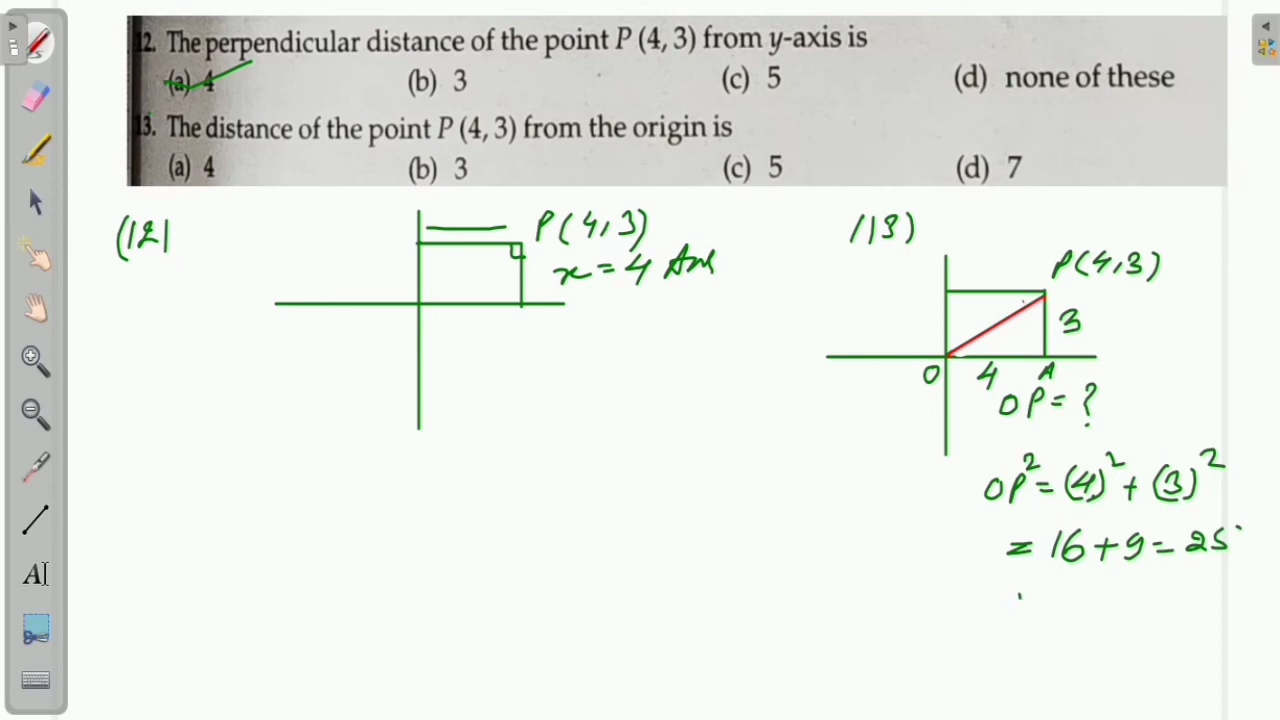 12. The perpendicular distance of the point P (4, 3) from y-axis is
(a) 4 (b) 3 (c) 5 (d) none of these
13. The distance of the point P (4, 3) from the origin is
(a) 4 (b) 3 (c) 5 (d) 7
(12)
P(4,3)
x = 4 Ans
13)
P(4,3)
3
O 4 A
OP = ?
OP² = (4)² + (3)²
= 16 + 9 = 25
A